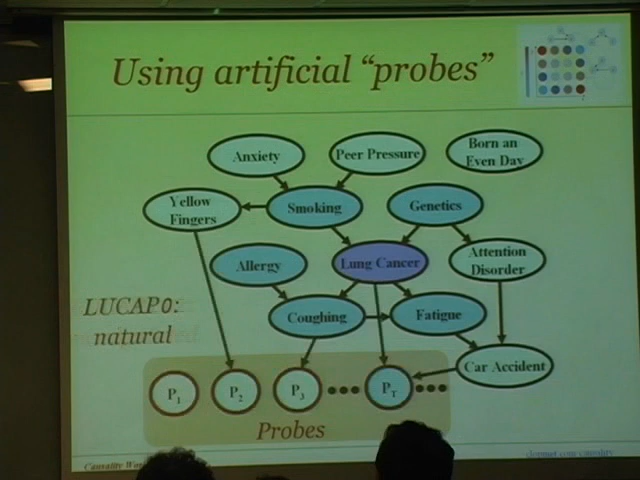 Using artificial “probes”
Anxiety
Peer Pressure
Born an
Even Day
Yellow
Fingers
Smoking
Genetics
Allergy
Lung Cancer
Attention
Disorder
LUCAP0:
natural
Coughing
Fatigue
Car Accident
P1
P2
P3
PT
Probes
Causality